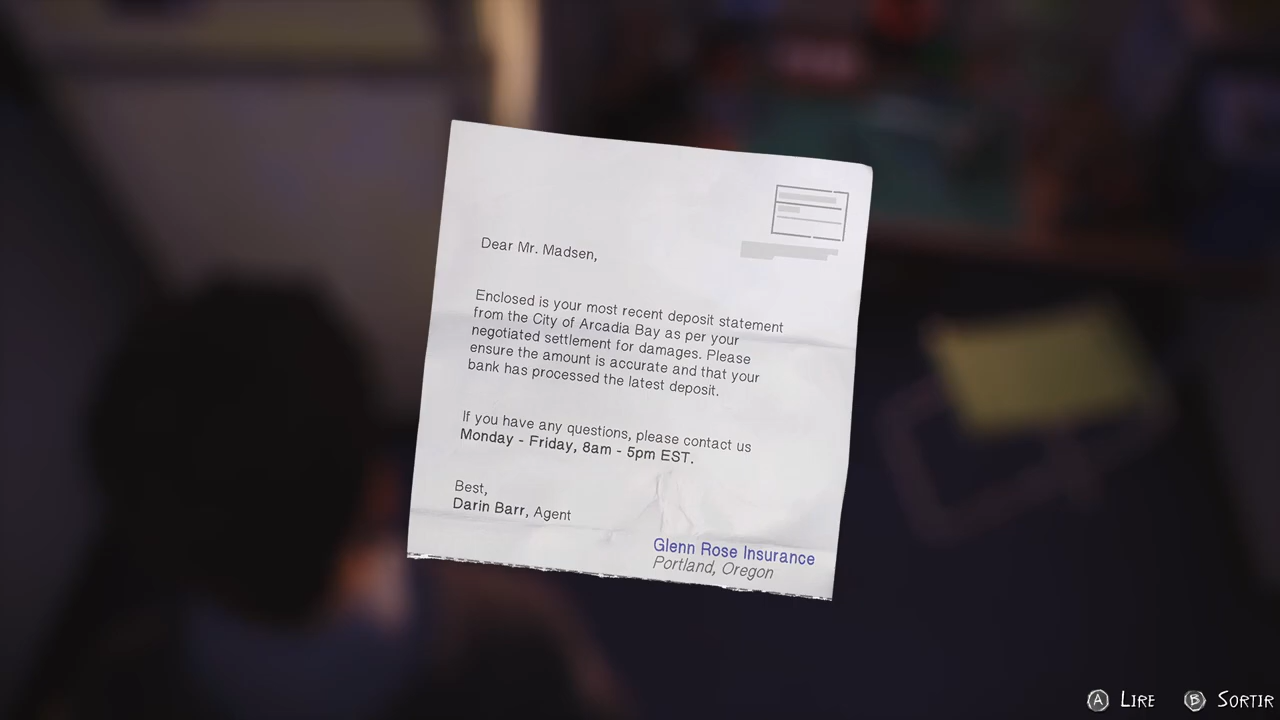 Dear Mr. Madsen,
Enclosed is your most recent deposit statement
from the City of Arcadia Bay as per your
negotiated settlement for damages. Please
ensure the amount is accurate and that your
bank has processed the latest deposit.
If you have any questions, please contact us
Monday - Friday, 8am - 5pm EST.
Best,
Darin Barr, Agent
Glenn Rose Insurance
Portland, Oregon
A LIRE B SORTIR